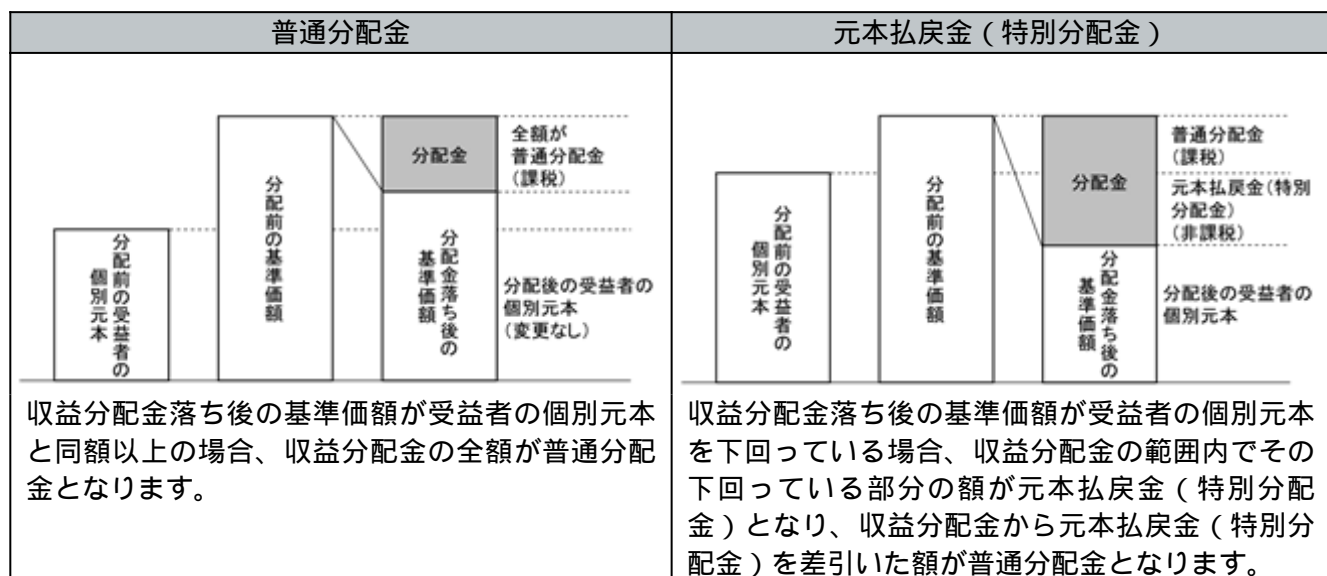 普通分配金
分配前の受益者の
個別元本
分配前の基準価額
分配金
分配金落ち後の
基準価額
全額が
普通分配金
(課税)
分配後の受益者の
個別元本
(変更なし)
収益分配金落ち後の基準価額が受益者の個別元本
と同額以上の場合、収益分配金の全額が普通分配
金となります。
元本払戻金(特別分配金)
分配前の受益者の
個別元本
分配前の基準価額
分配金
分配金落ち後の
基準価額
普通分配金
(課税)
元本払戻金(特別
分配金)
(非課税)
分配後の受益者の
個別元本
収益分配金落ち後の基準価額が受益者の個別元本
を下回っている場合、収益分配金の範囲内でその
下回っている部分の額が元本払戻金(特別分配
金)となり、収益分配金から元本払戻金(特別分
配金)を差引いた額が普通分配金となります。